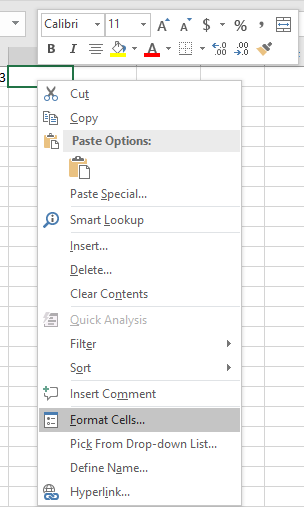 Calibri 11 A A $ % ,
B I A .00 .00
3
Cut
Copy
Paste Options:
Paste Special...
Smart Lookup
Insert...
Delete...
Clear Contents
Quick Analysis
Filter
Sort
Insert Comment
Format Cells...
Pick From Drop-down List...
Define Name...
Hyperlink...